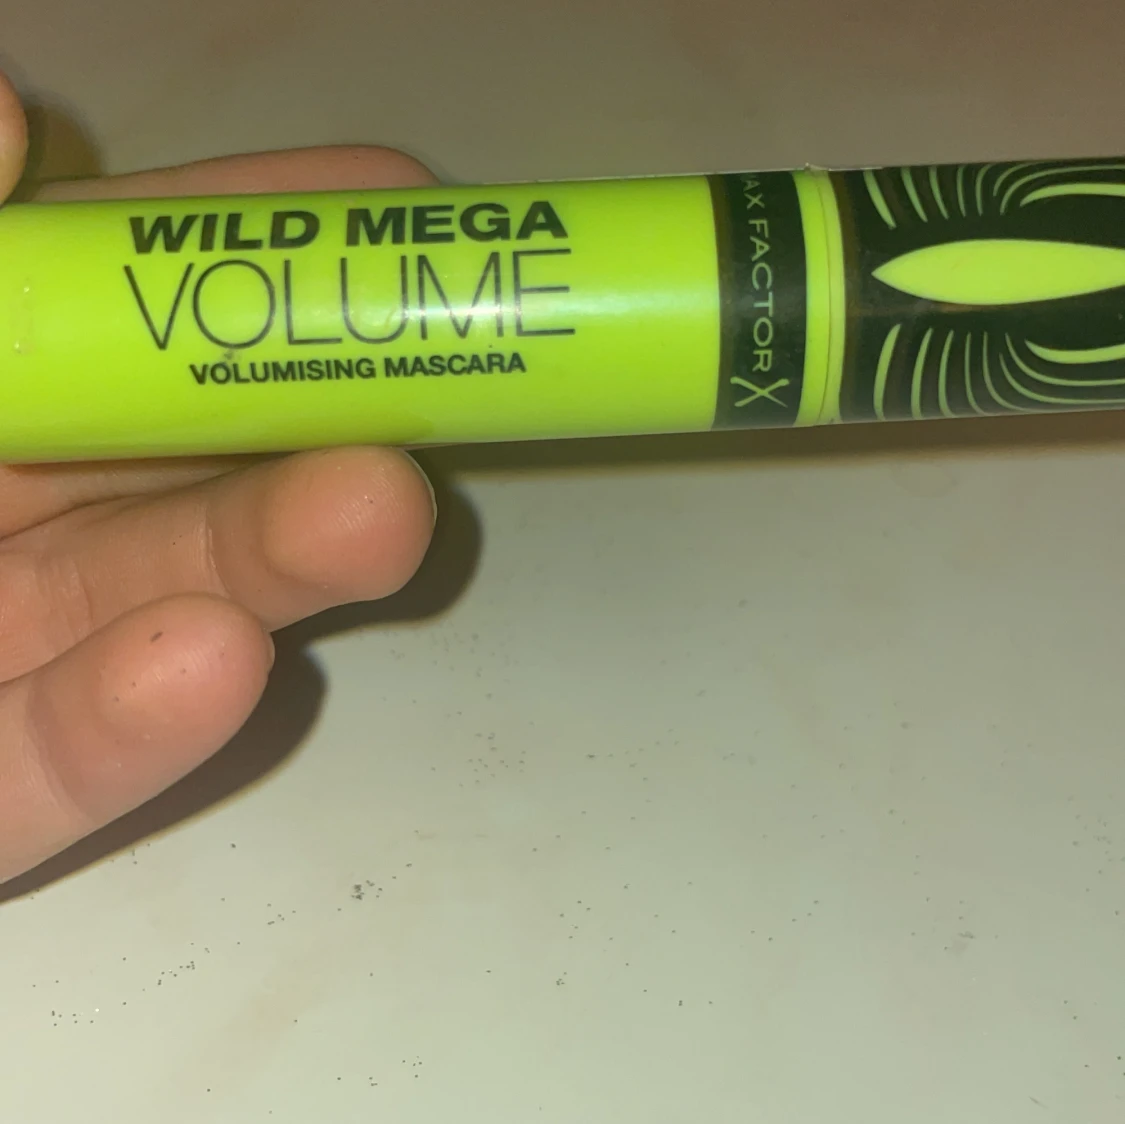 WILD MEGA
VOLUME
VOLUMISING MASCARA
AX FACTOR X